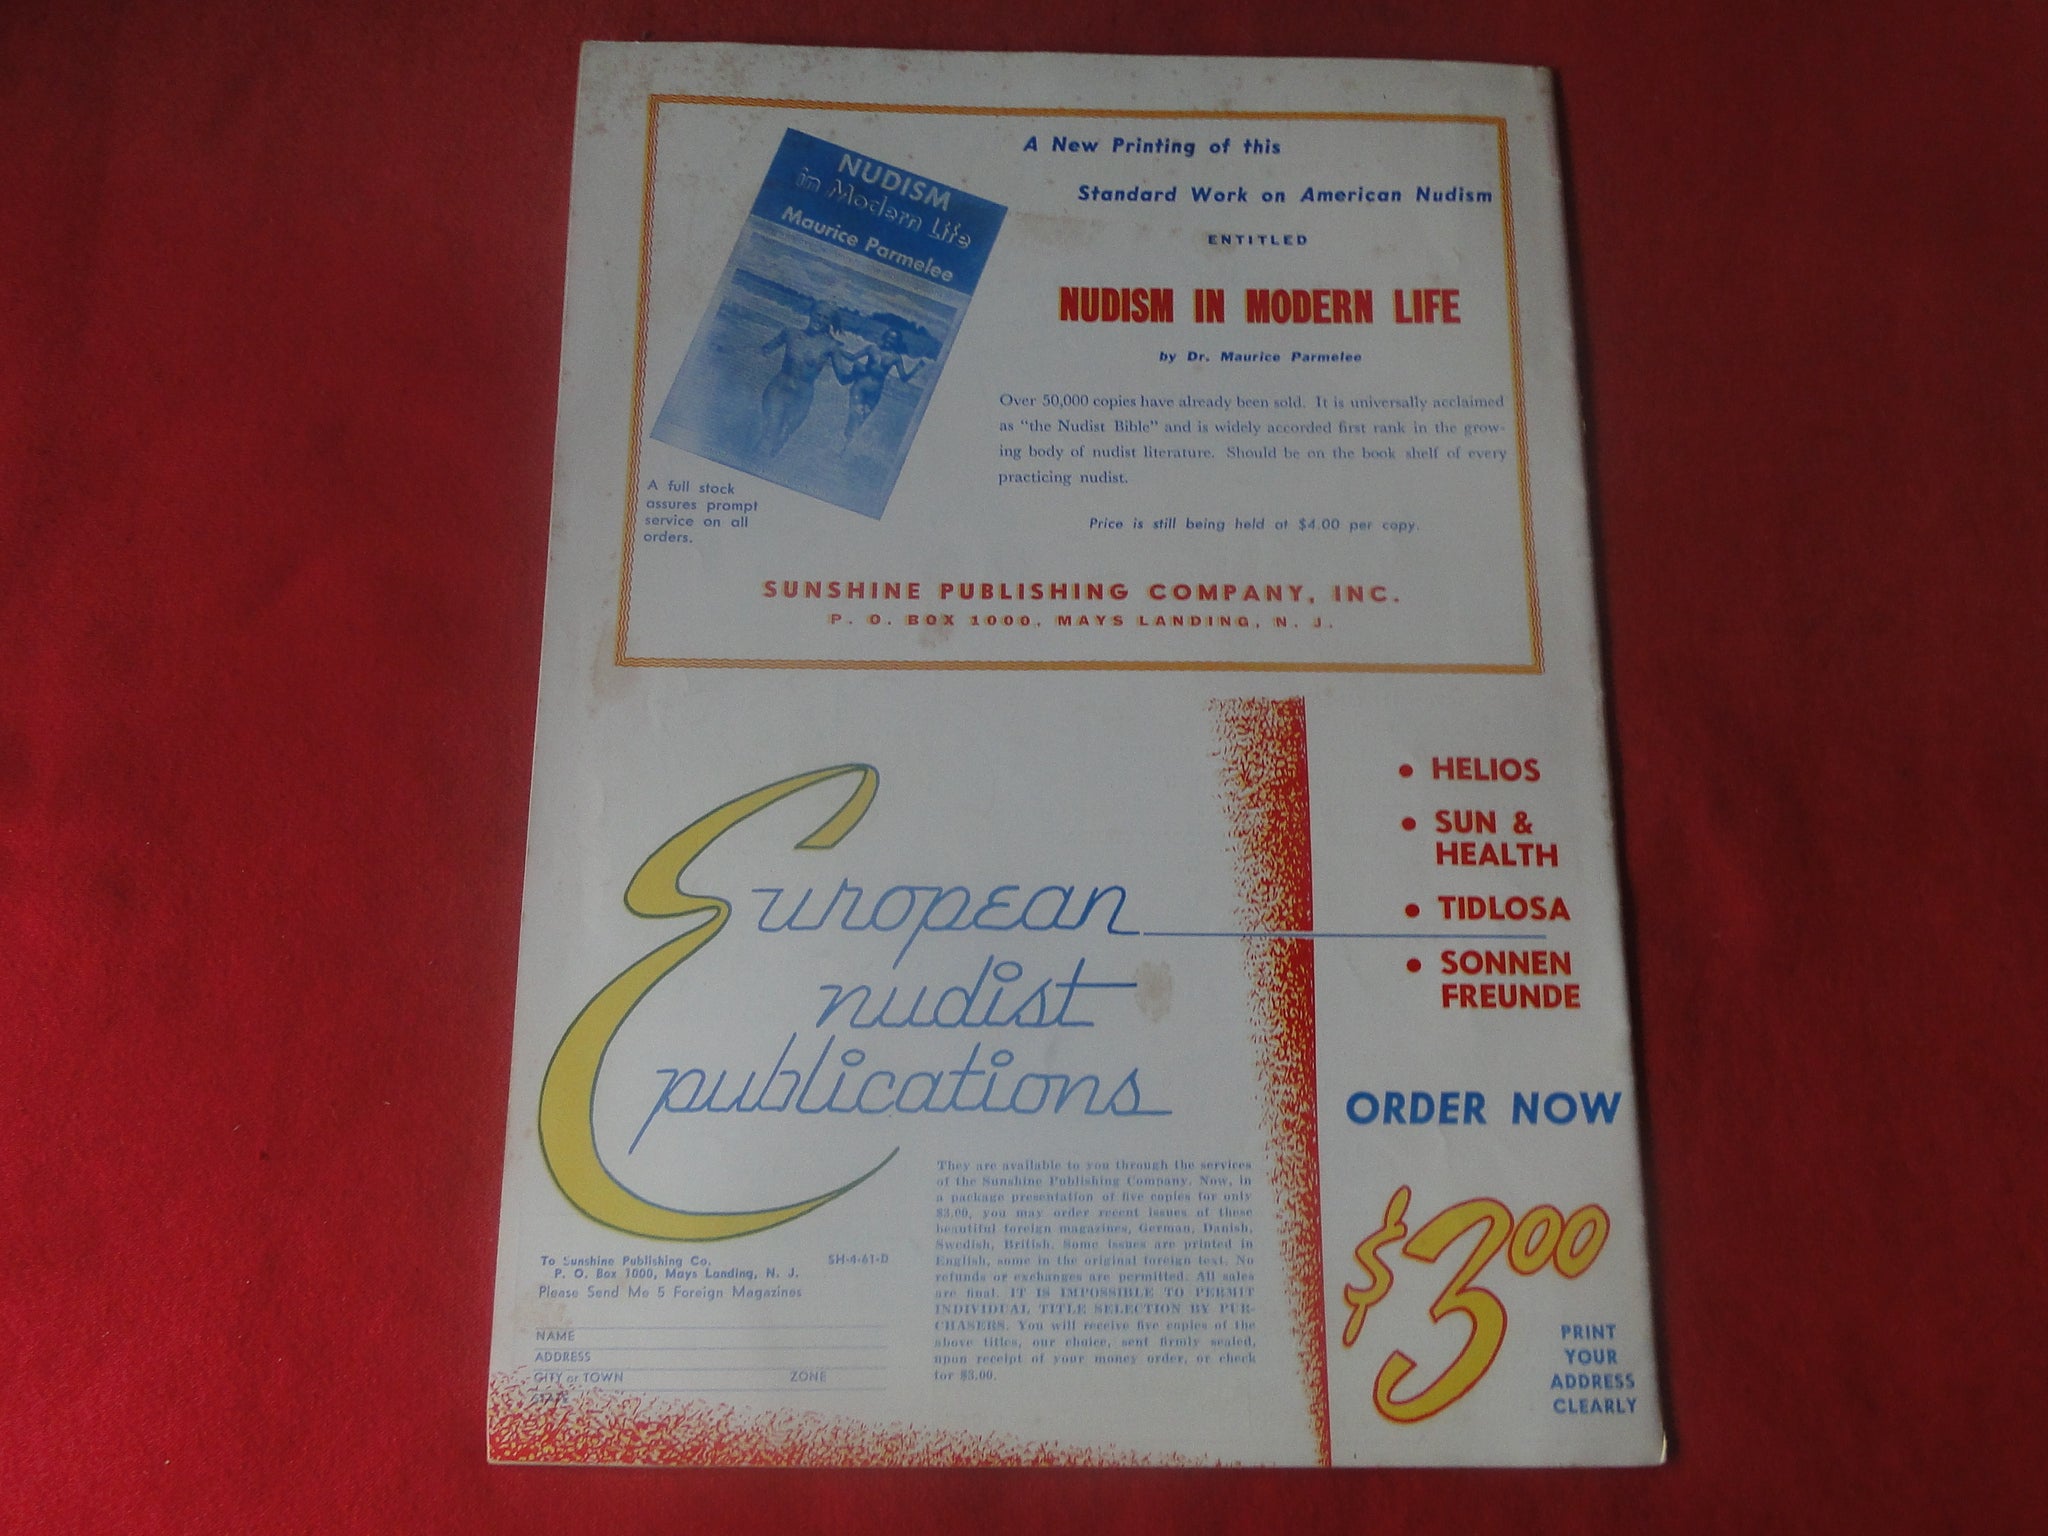 NUDISM
in Modern Life
Maurice Parmelee
A New Printing of this
Standard Work on American Nudism
ENTITLED
NUDISM IN MODERN LIFE
by Dr. Maurice Parmelee
Over 50,000 copies have already been sold. It is universally acclaimed
as "the Nudist Bible" and is widely accorded first rank in the grow-
ing body of nudist literature. Should be on the book shelf of every
practicing nudist.
A full stock
assures prompt
service on all
orders.
Price is still being held at $4.00 per copy.
SUNSHINE PUBLISHING COMPANY, INC.
P. O. BOX 1000, MAYS LANDING, N. J.
European
nudist
publications
• HELIOS
• SUN &
HEALTH
• TIDLOSA
• SONNEN
FREUNDE
ORDER NOW
$3.00
PRINT
YOUR
ADDRESS
CLEARLY
They are available to you through the services
of the Sunshine Publishing Company. Now, in
a package presentation of five copies for only
$3.00, you may order recent issues of these
beautiful foreign magazines, German, Danish,
Swedish, British. Some issues are printed in
English, some in the original foreign text. No
refunds or exchanges are permitted. All sales
are final. IT IS IMPOSSIBLE TO PERMIT
INDIVIDUAL TITLE SELECTION BY PUR-
CHASERS. You will receive five copies of the
above titles, our choice, sent firmly sealed,
upon receipt of your money order, or check
for $3.00.
To Sunshine Publishing Co. SH-4-61-D
P. O. Box 1000, Mays Landing, N. J.
Please Send Me 5 Foreign Magazines
NAME
ADDRESS
CITY or TOWN ZONE
STATE